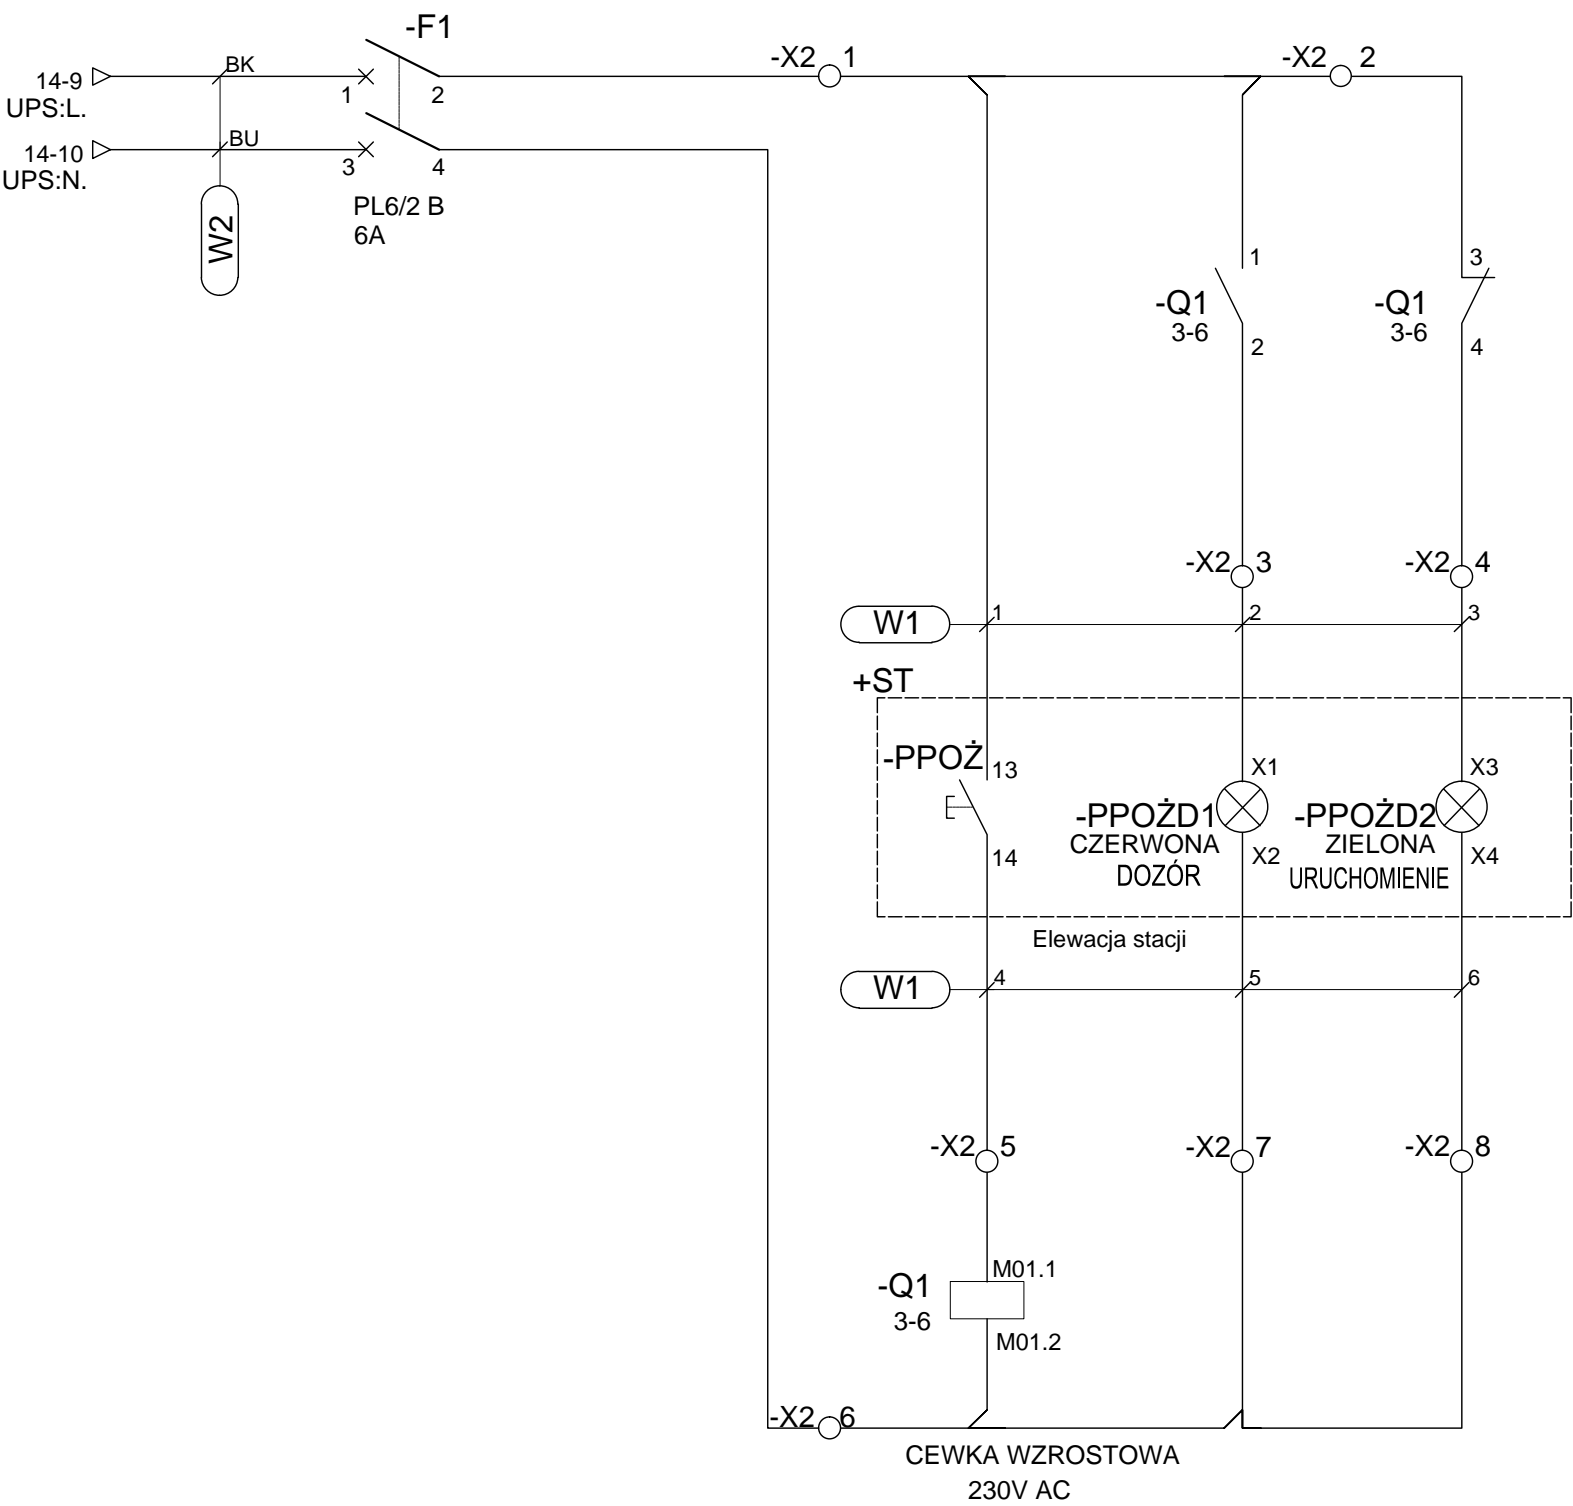 -F1
-X2 1
-X2 2
14-9
UPS:L.
BK
1
2
14-10
UPS:N.
BU
3
4
PL6/2 B
6A
W2
1
-Q1
3-6
2
3
-Q1
3-6
4
-X2 3
-X2 4
W1
1
2
3
+ST
-PPOŻ
13
14
X1
-PPOŻD1
CZERWONA
X2
DOZÓR
X3
-PPOŻD2
ZIELONA
X4
URUCHOMIENIE
Elewacja stacji
W1
4
5
6
-X2 5
-X2 7
-X2 8
M01.1
-Q1
3-6
M01.2
-X2 6
CEWKA WZROSTOWA
230V AC